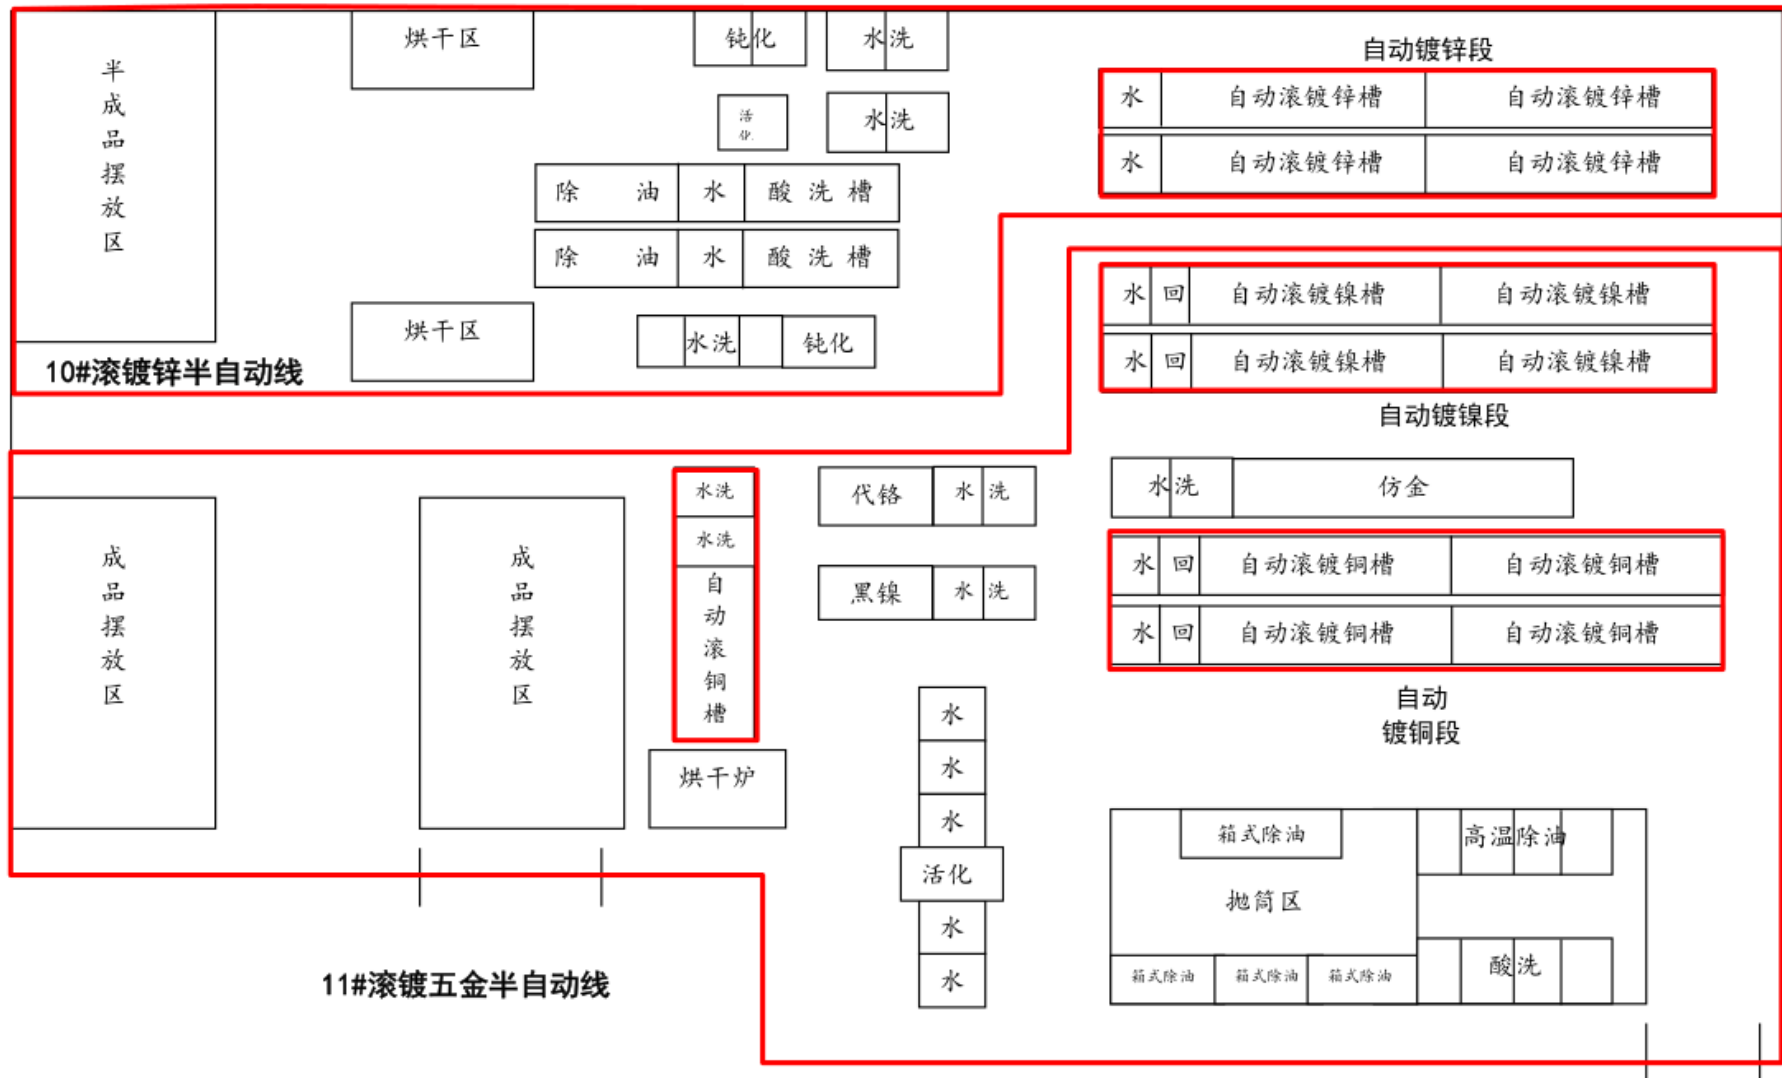 半成品摆放区
烘干区
钝化
水洗
活化
水洗
除 油 水 酸洗槽
除 油 水 酸洗槽
烘干区
水洗 钝化
10#滚镀锌半自动线
自动镀锌段
水 自动滚镀锌槽 自动滚镀锌槽
水 自动滚镀锌槽 自动滚镀锌槽
水 回 自动滚镀镍槽 自动滚镀镍槽
水 回 自动滚镀镍槽 自动滚镀镍槽
自动镀镍段
成品摆放区
成品摆放区
水洗
水洗
自动滚铜槽
烘干炉
代铬 水洗
黑镍 水洗
水洗 仿金
水 回 自动滚镀铜槽 自动滚镀铜槽
水 回 自动滚镀铜槽 自动滚镀铜槽
自动
镀铜段
水
水
水
活化
水
水
箱式除油
高温除油
抛筒区
箱式除油 箱式除油 箱式除油
酸洗
11#滚镀五金半自动线